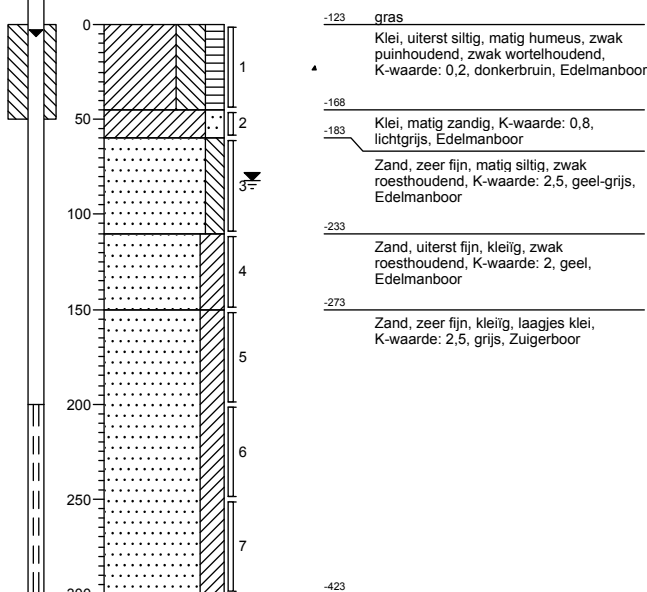 0
50
100
150
200
250
300
1
2
3
4
5
6
7
-123 gras
Klei, uiterst siltig, matig humeus, zwak
puinhoudend, zwak wortelhoudend,
K-waarde: 0,2, donkerbruin, Edelmanboor
-168
Klei, matig zandig, K-waarde: 0,8,
lichtgrijs, Edelmanboor
-183
Zand, zeer fijn, matig siltig, zwak
roesthoudend, K-waarde: 2,5, geel-grijs,
Edelmanboor
-233
Zand, uiterst fijn, kleiïg, zwak
roesthoudend, K-waarde: 2, geel,
Edelmanboor
-273
Zand, zeer fijn, kleiïg, laagjes klei,
K-waarde: 2,5, grijs, Zuigerboor
-423